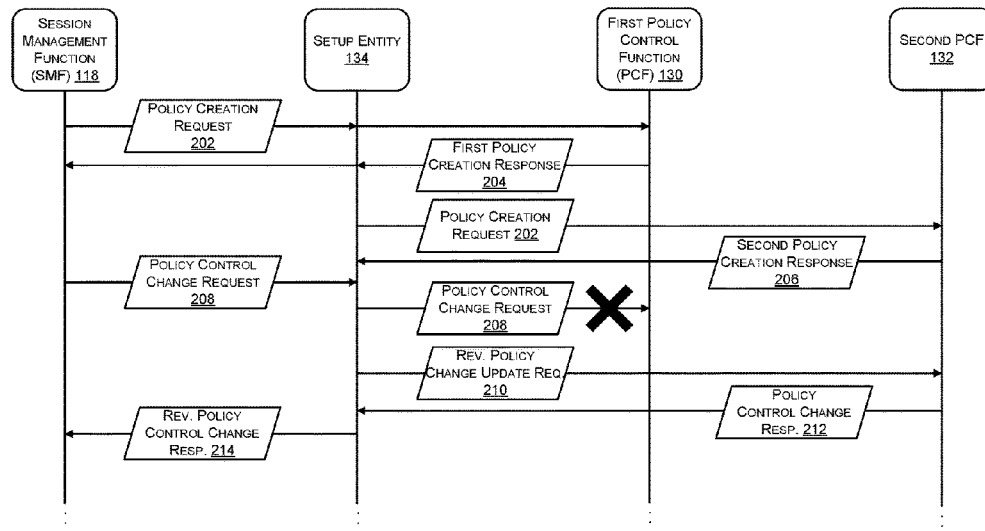 SESSION
MANAGEMENT
FUNCTION
(SMF) 118
SETUP ENTITY
134
FIRST POLICY
CONTROL
FUNCTION
(PCF) 130
SECOND PCF
132
POLICY CREATION
REQUEST
202
FIRST POLICY
CREATION RESPONSE
204
POLICY CREATION
REQUEST 202
SECOND POLICY
CREATION RESPONSE
206
POLICY CONTROL
CHANGE REQUEST
208
POLICY CONTROL
CHANGE REQUEST
208
REV. POLICY
CHANGE UPDATE REQ.
210
POLICY
CONTROL CHANGE
RESP. 212
REV. POLICY
CONTROL CHANGE
RESP. 214